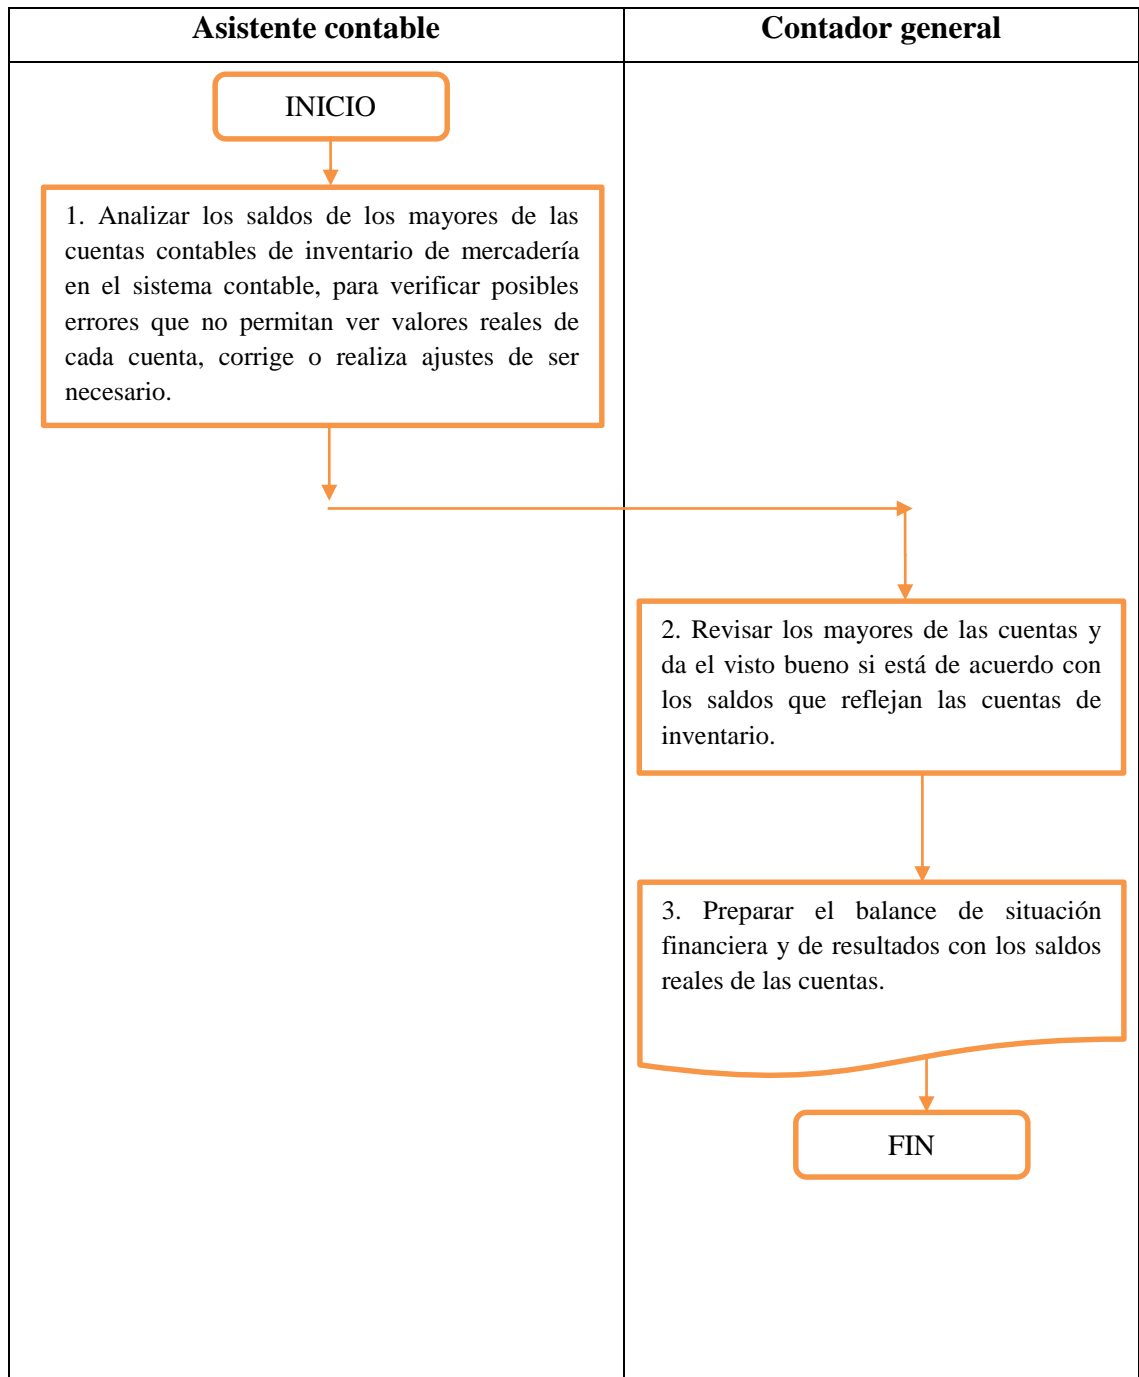 Asistente contable
Contador general
INICIO
1. Analizar los saldos de los mayores de las
cuentas contables de inventario de mercadería
en el sistema contable, para verificar posibles
errores que no permitan ver valores reales de
cada cuenta, corrige o realiza ajustes de ser
necesario.
2. Revisar los mayores de las cuentas y
da el visto bueno si está de acuerdo con
los saldos que reflejan las cuentas de
inventario.
3. Preparar el balance de situación
financiera y de resultados con los saldos
reales de las cuentas.
FIN